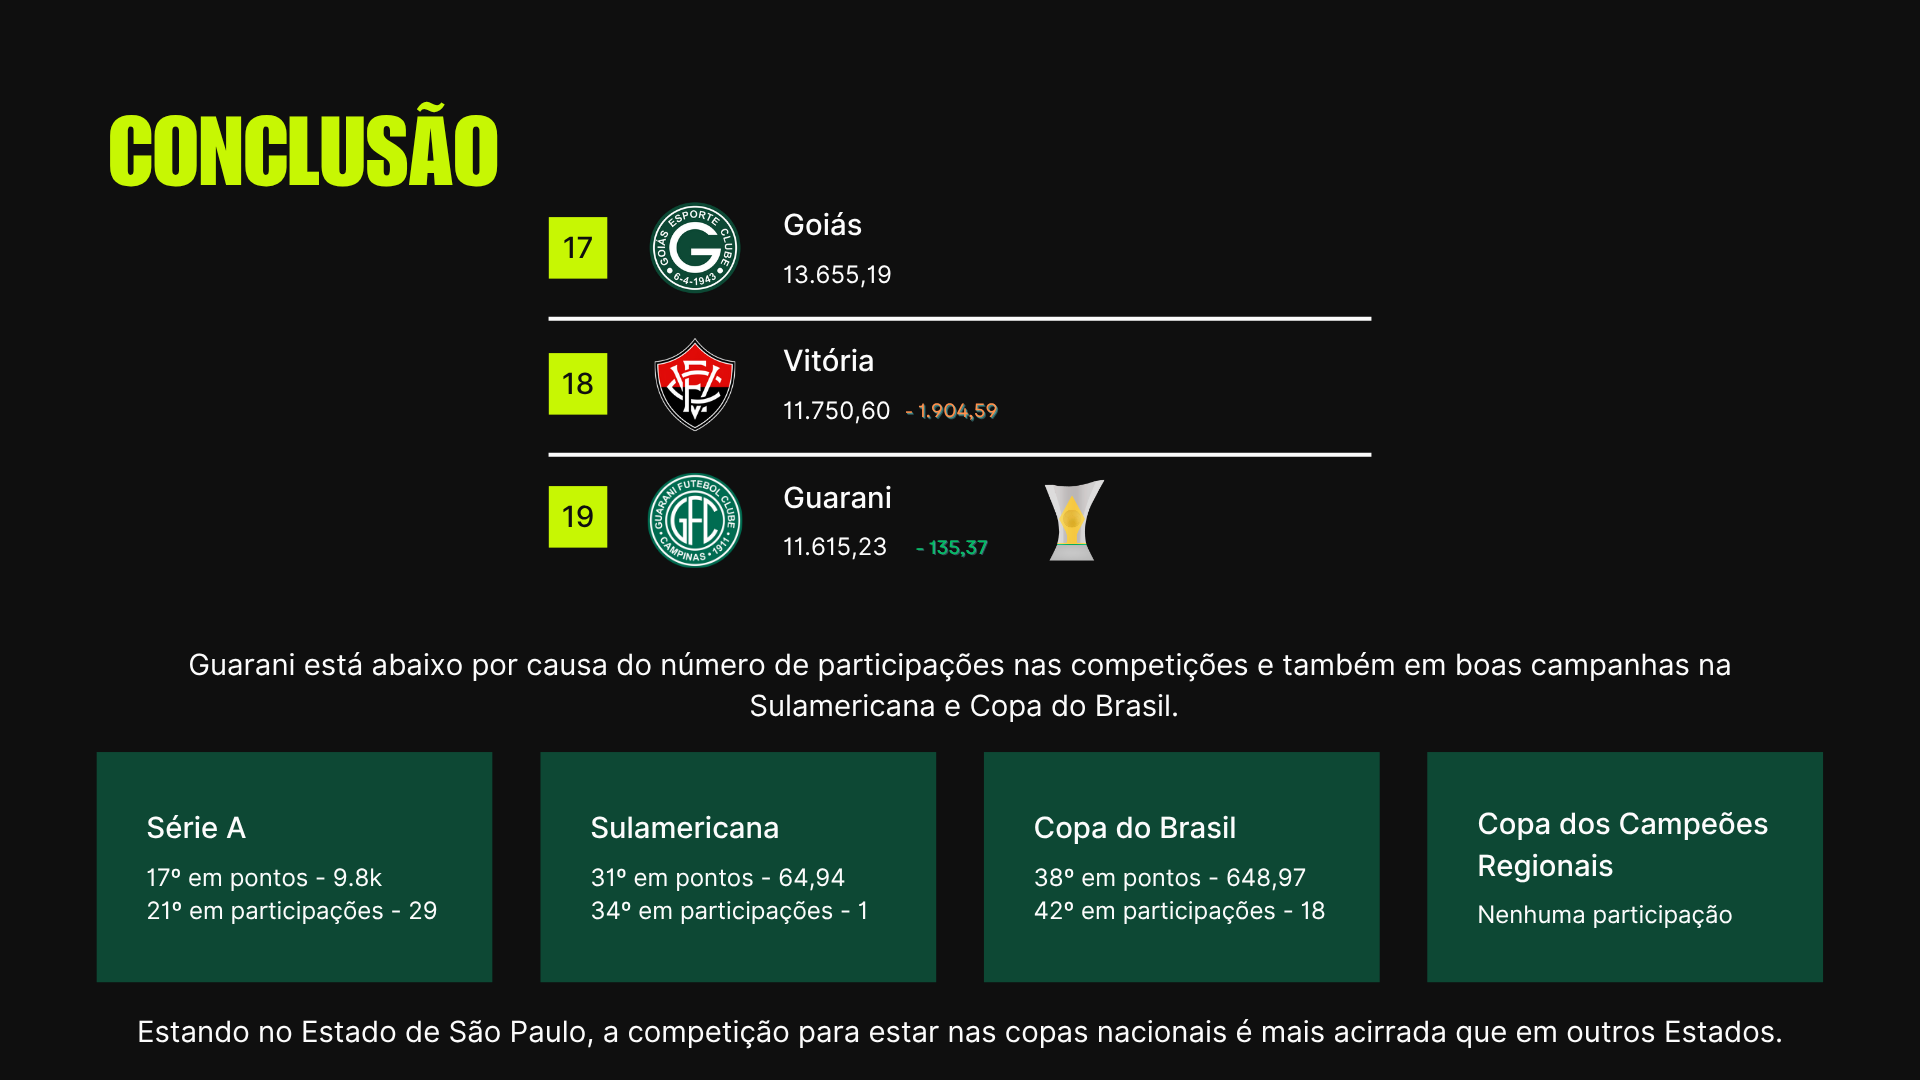 CONCLUSÃO
17
GOIÁS ESPORTE CLUBE
G
6-4-1943
Goiás
13.655,19
18
Vitória
11.750,60 - 1.904,59
19
GUARANI FUTEBOL CLUBE
GFC
CAMPINAS • 1911
Guarani
11.615,23 - 135,37
Guarani está abaixo por causa do número de participações nas competições e também em boas campanhas na
Sulamericana e Copa do Brasil.
Série A
17º em pontos - 9.8k
21º em participações - 29
Sulamericana
31º em pontos - 64,94
34º em participações - 1
Copa do Brasil
38º em pontos - 648,97
42º em participações - 18
Copa dos Campeões
Regionais
Nenhuma participação
Estando no Estado de São Paulo, a competição para estar nas copas nacionais é mais acirrada que em outros Estados.